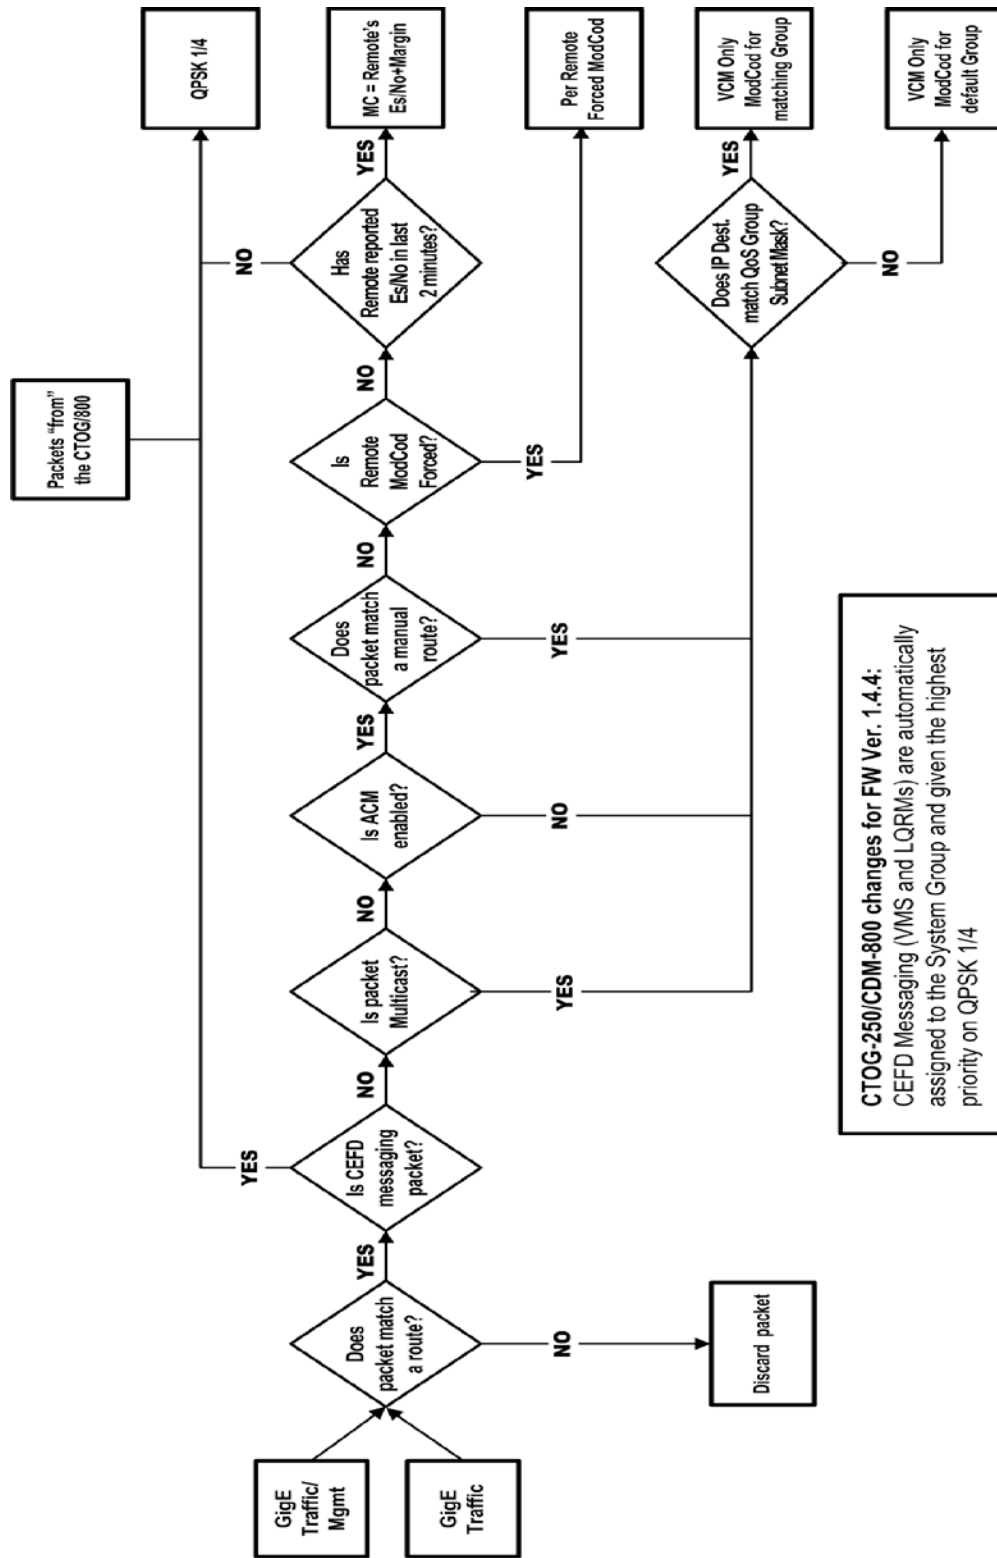 GigE
Traffic/
Mgmt
GigE
Traffic
Does
packet match
a route?
YES
NO
Discard packet
Is CEFD
messaging
packet?
YES
NO
Is packet
Multicast?
NO
YES
Is ACM
enabled?
YES
NO
Does
packet match
a manual
route?
NO
YES
Is
Remote
ModCod
Forced?
NO
YES
Has
Remote reported
Es/No in last
2 minutes?
NO
YES
Packets “from”
the CTOG/800
QPSK 1/4
MC = Remote's
Es/No+Margin
Per Remote
Forced ModCod
Does IP Dest.
match QoS Group
Subnet Mask?
YES
NO
VCM Only
ModCod for
matching Group
VCM Only
ModCod for
default Group
CTOG-250/CDM-800 changes for FW Ver. 1.4.4:
CEFD Messaging (VMS and LQRMs) are automatically
assigned to the System Group and given the highest
priority on QPSK 1/4